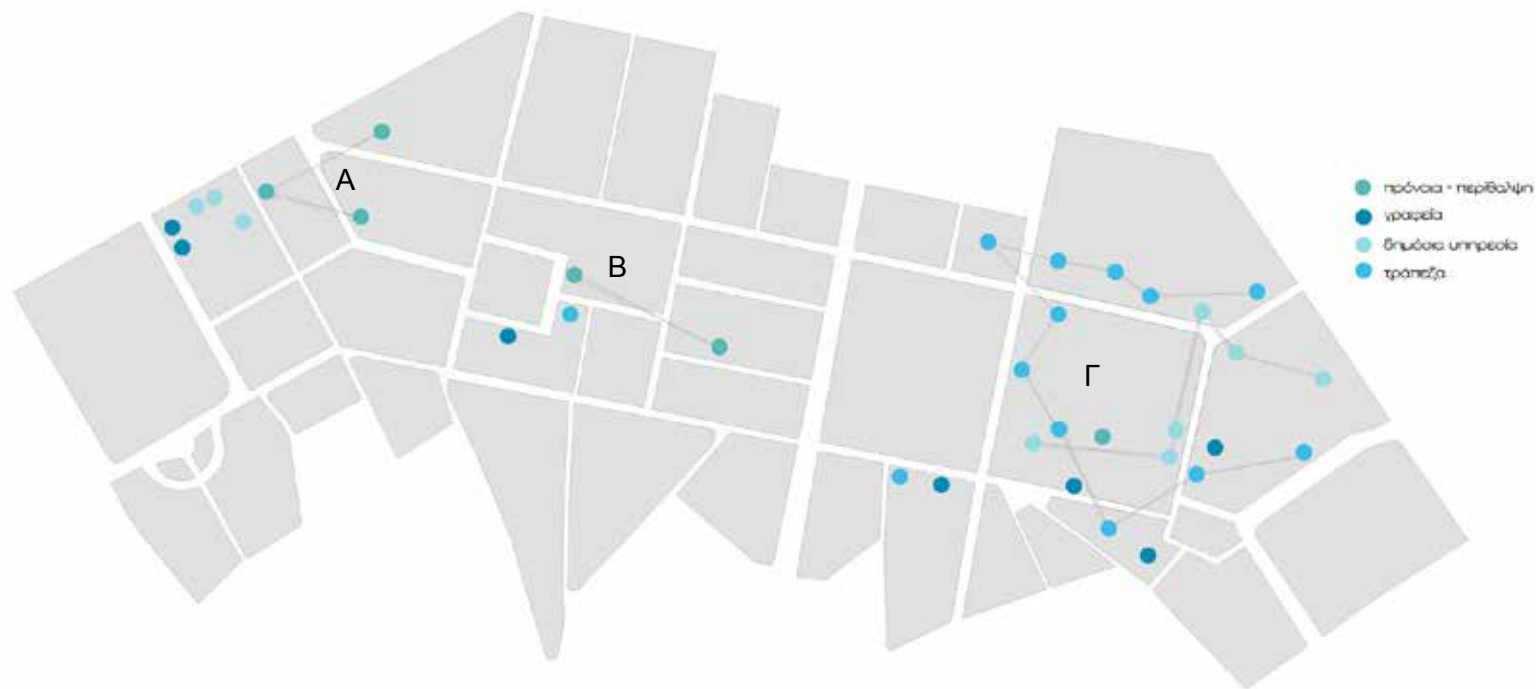 Α
Β
Γ
πρόνοια - περίθαλψη
γραφεία
δημόσια υπηρεσία
τράπεζα